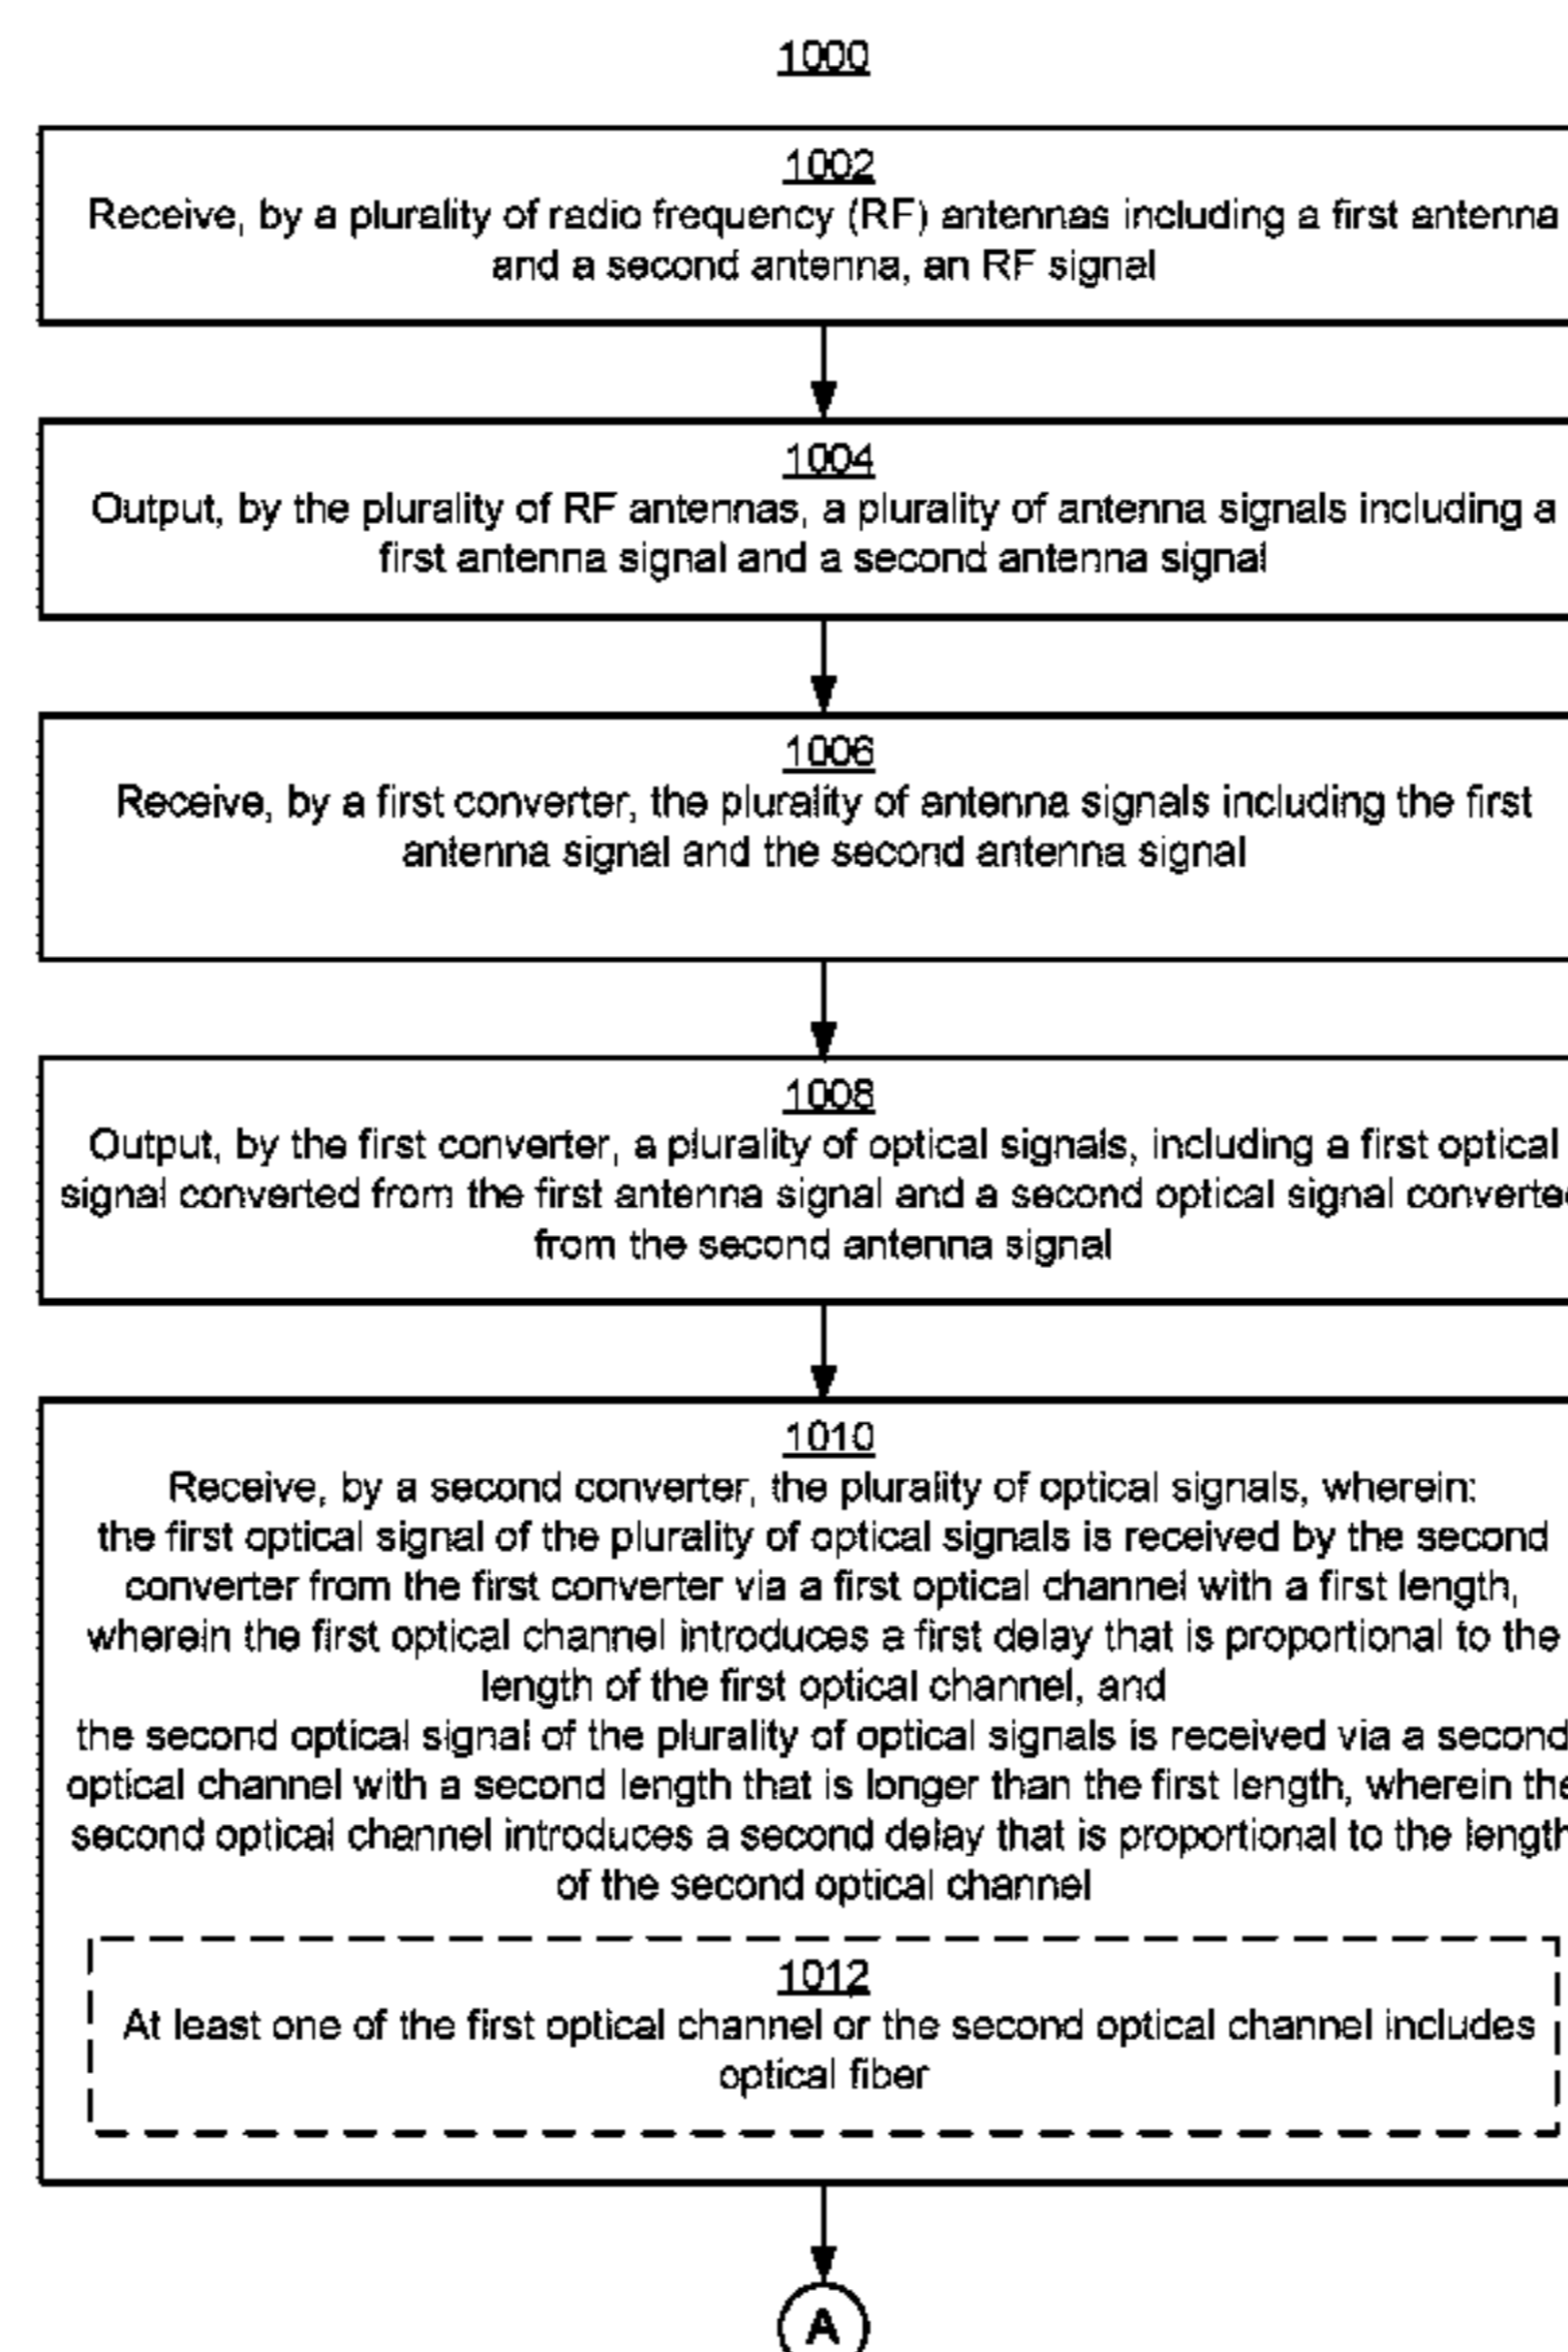 1000
1002
Receive, by a plurality of radio frequency (RF) antennas including a first antenna
and a second antenna, an RF signal
1004
Output, by the plurality of RF antennas, a plurality of antenna signals including a
first antenna signal and a second antenna signal
1006
Receive, by a first converter, the plurality of antenna signals including the first
antenna signal and the second antenna signal
1008
Output, by the first converter, a plurality of optical signals, including a first optical
signal converted from the first antenna signal and a second optical signal converted
from the second antenna signal
1010
Receive, by a second converter, the plurality of optical signals, wherein:
the first optical signal of the plurality of optical signals is received by the second
converter from the first converter via a first optical channel with a first length,
wherein the first optical channel introduces a first delay that is proportional to the
length of the first optical channel, and
the second optical signal of the plurality of optical signals is received via a second
optical channel with a second length that is longer than the first length, wherein the
second optical channel introduces a second delay that is proportional to the length
of the second optical channel
1012
At least one of the first optical channel or the second optical channel includes
optical fiber
A